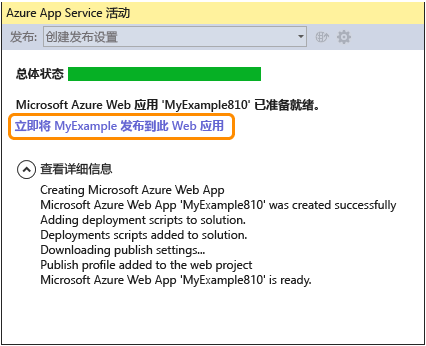 Azure App Service 活动
发布: 创建发布设置
总体状态
Microsoft Azure Web 应用 'MyExample810' 已准备就绪。
立即将 MyExample 发布到此 Web 应用
查看详细信息
Creating Microsoft Azure Web App
Microsoft Azure Web App 'MyExample810' was created successfully
Adding deployment scripts to solution.
Deployments scripts added to solution.
Downloading publish settings...
Publish profile added to the web project
Microsoft Azure Web App 'MyExample810' is ready.